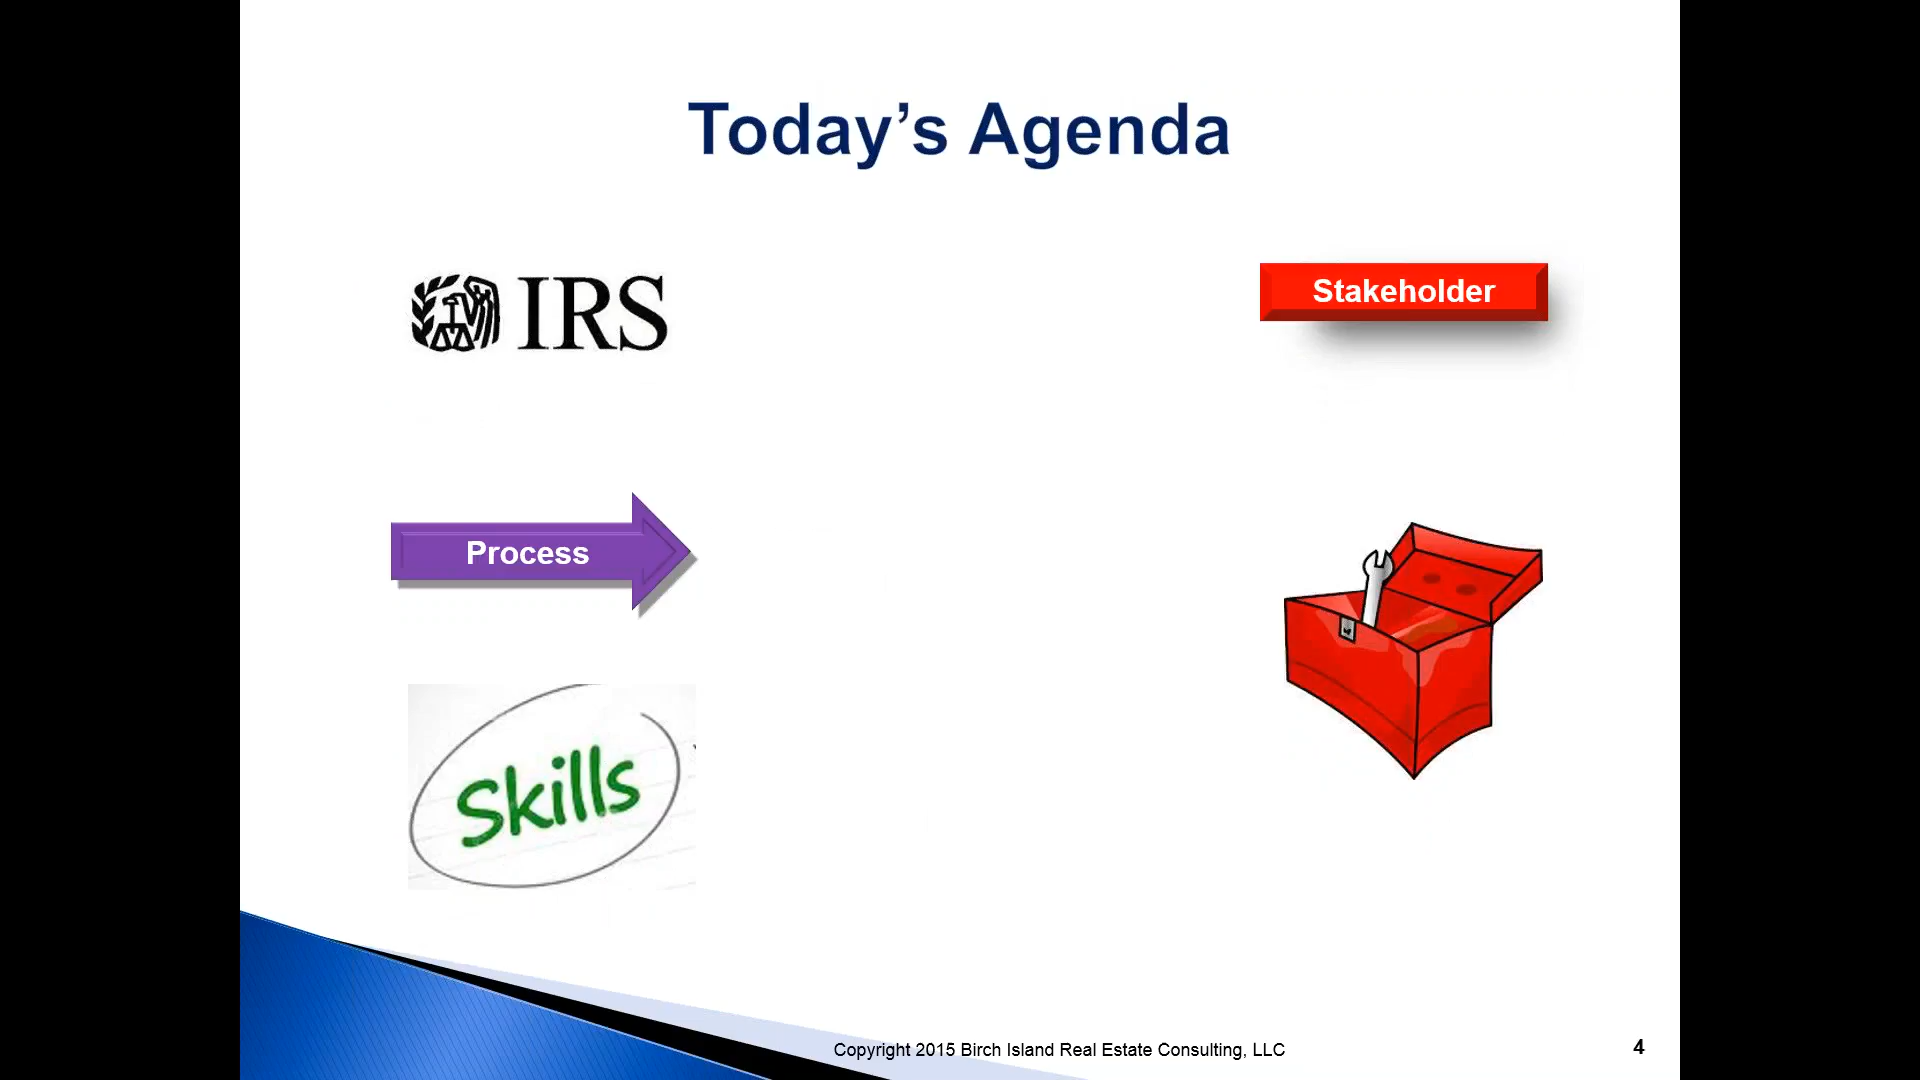 Today’s Agenda
IRS
Stakeholder
Process
Skills
Copyright 2015 Birch Island Real Estate Consulting, LLC
4